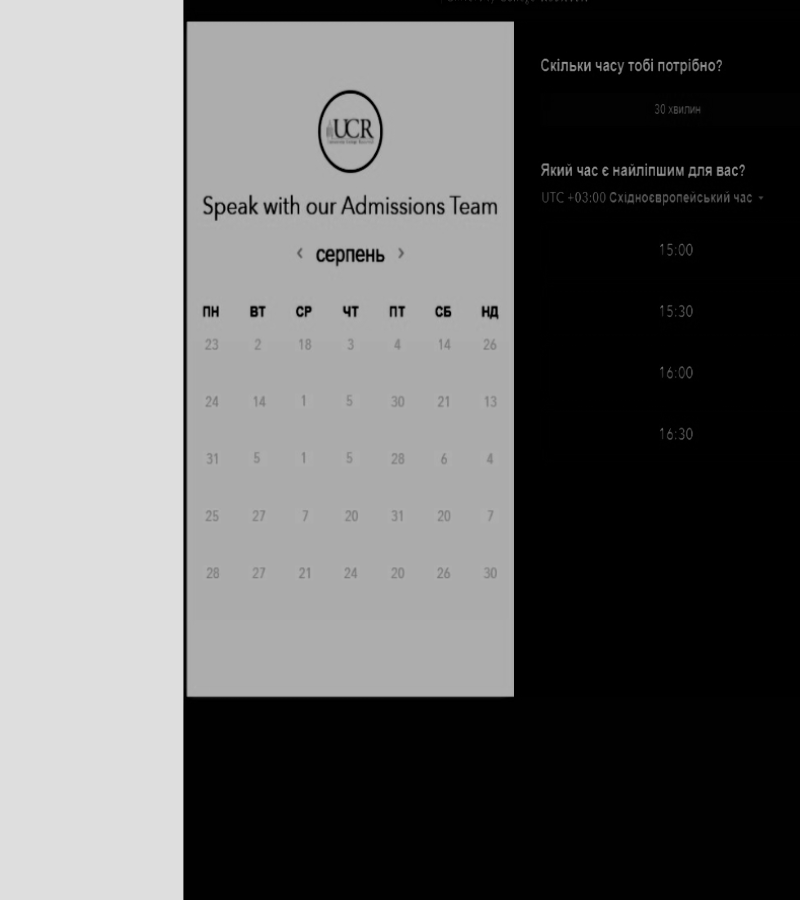 UCR
Speak with our Admissions Team
‹ серпень ›
ПН ВТ СР ЧТ ПТ СБ НД
23 2 18 3 4 14 26
24 14 1 5 30 21 13
31 5 1 5 28 6 4
25 27 7 20 31 20 7
28 27 21 24 20 26 30
Скільки часу тобі потрібно?
30 хвилин
Який час є найліпшим для вас?
UTC +03:00 Східноєвропейський час
15:00
15:30
16:00
16:30